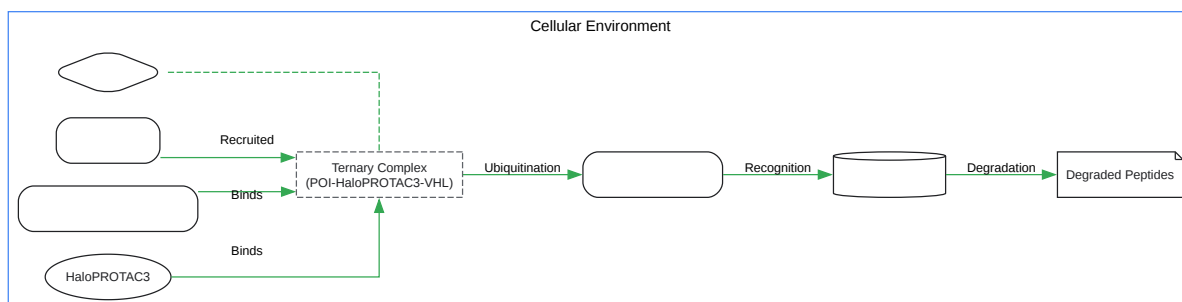 Cellular Environment
Recruited
Ternary Complex
(POI-HaloPROTAC3-VHL)
Ubiquitination
Recognition
Degradation
Degraded Peptides
Binds
Binds
HaloPROTAC3